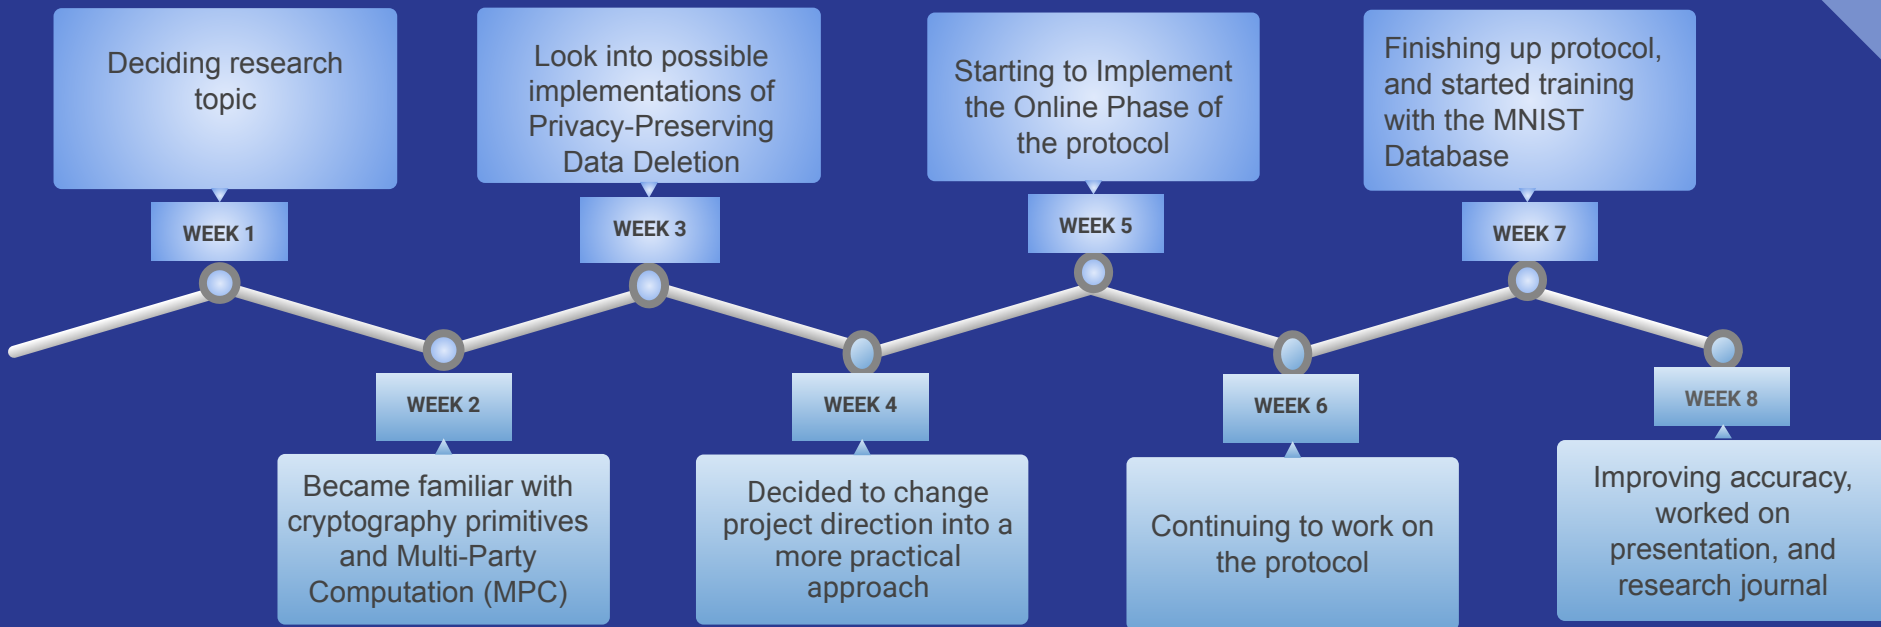 Deciding research
topic
WEEK 1
WEEK 2
Became familiar with
cryptography primitives
and Multi-Party
Computation (MPC)
Look into possible
implementations of
Privacy-Preserving
Data Deletion
WEEK 3
WEEK 4
Decided to change
project direction into a
more practical
approach
Starting to Implement
the Online Phase of
the protocol
WEEK 5
WEEK 6
Continuing to work on
the protocol
Finishing up protocol,
and started training
with the MNIST
Database
WEEK 7
WEEK 8
Improving accuracy,
worked on
presentation, and
research journal